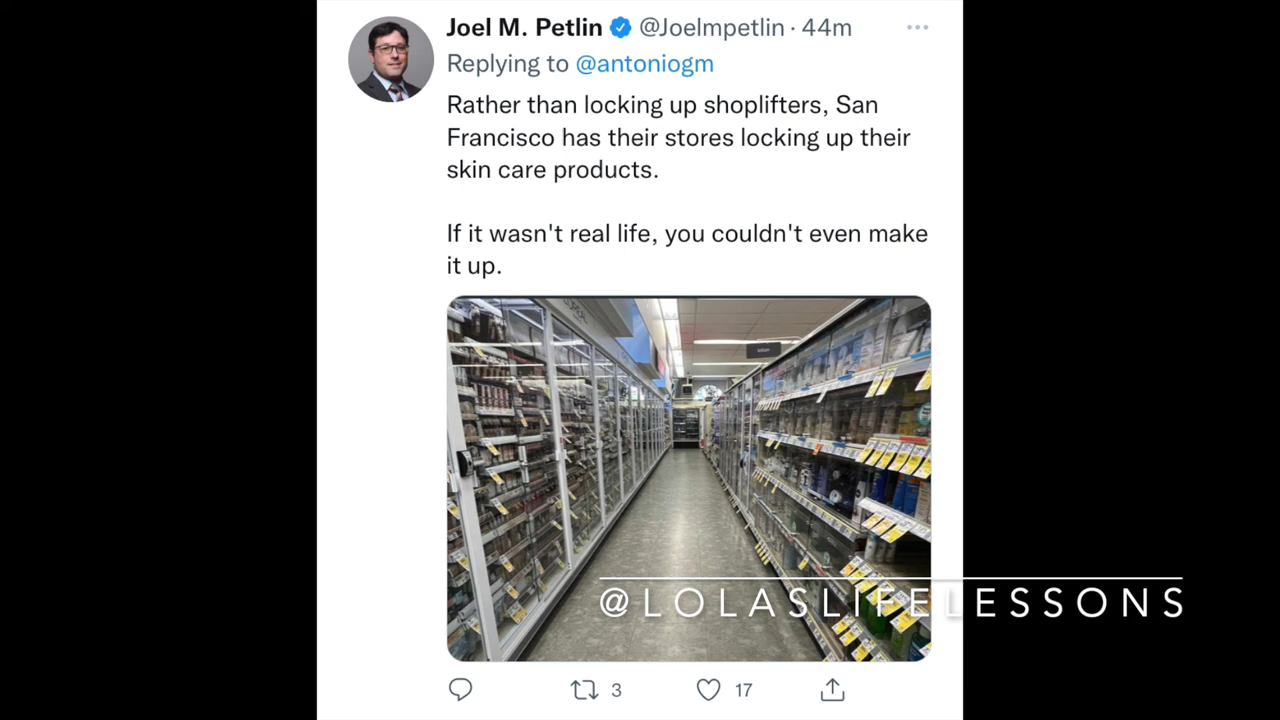 Joel M. Petlin @Joelmpetlin · 44m
Replying to @antoniogm
Rather than locking up shoplifters, San
Francisco has their stores locking up their
skin care products.
If it wasn't real life, you couldn't even make
it up.
@LOLASLIFELESSONS
3 17